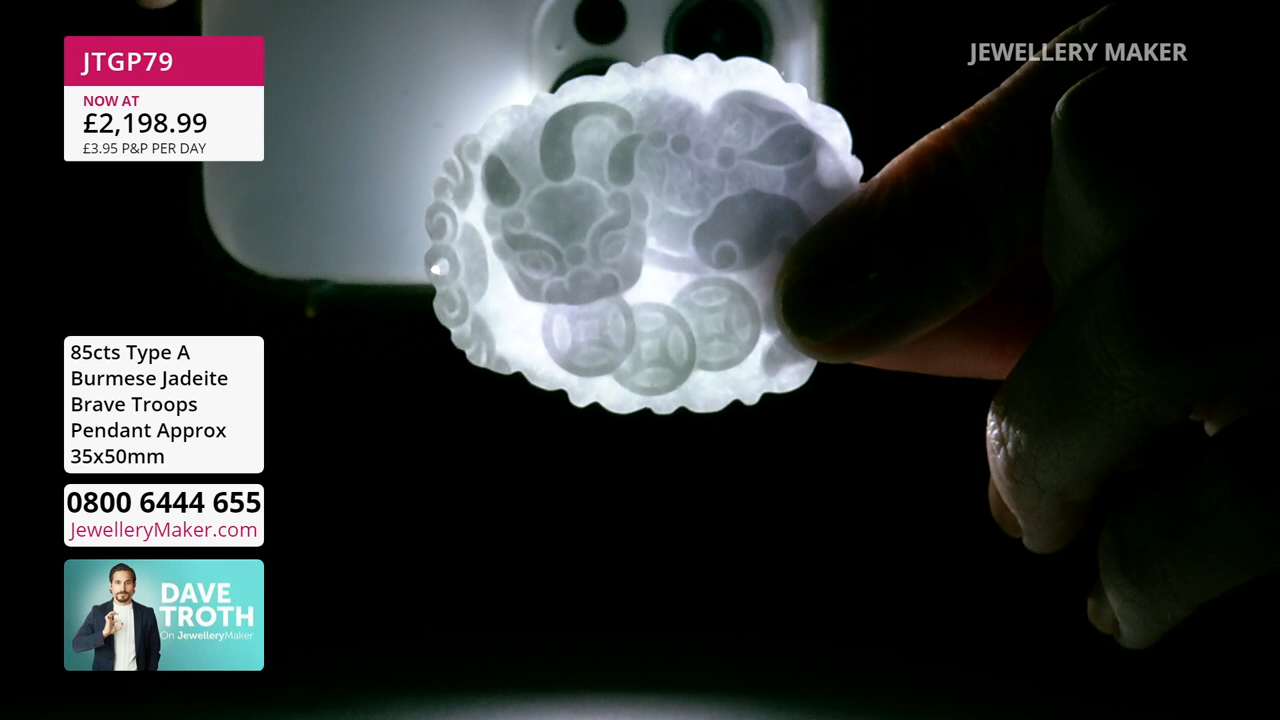 JTGP79
NOW AT
£2,198.99
£3.95 P&P PER DAY
JEWELLERY MAKER
85cts Type A
Burmese Jadeite
Brave Troops
Pendant Approx
35x50mm
0800 6444 655
JewelleryMaker.com
DAVE
TROTH
On JewelleryMaker